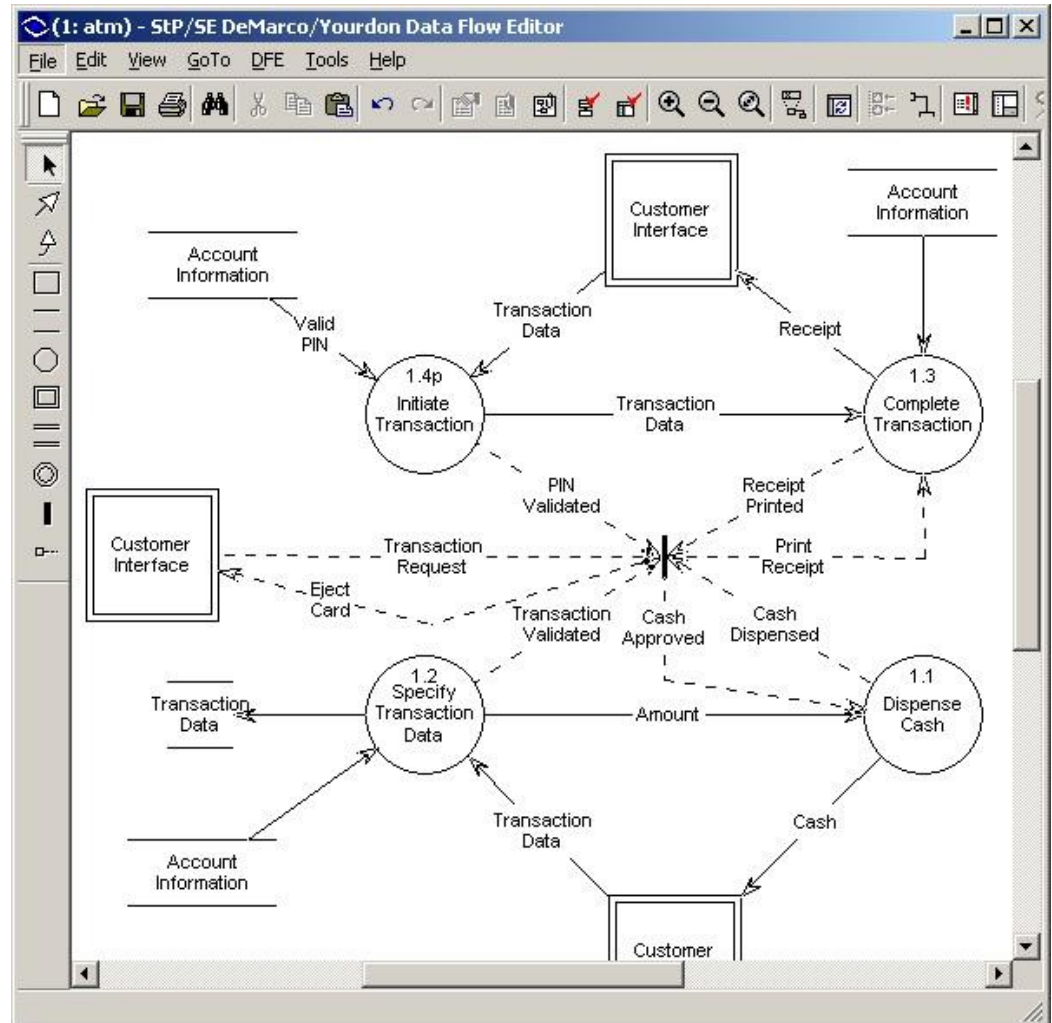 (1: atm) - StP/SE DeMarco/Yourdon Data Flow Editor
File Edit View GoTo DFE Tools Help
Customer
Interface
Account
Information
Account
Information
Transaction
Data
Receipt
Valid
PIN
1.4p
Initiate
Transaction
Transaction
Data
1.3
Complete
Transaction
PIN
Validated
Receipt
Printed
Customer
Interface
Transaction
Request
Print
Receipt
Eject
Card
Transaction
Validated
Cash
Approved
Cash
Dispensed
Transaction
Data
1.2
Specify
Transaction
Data
Amount
1.1
Dispense
Cash
Transaction
Data
Cash
Account
Information
Customer